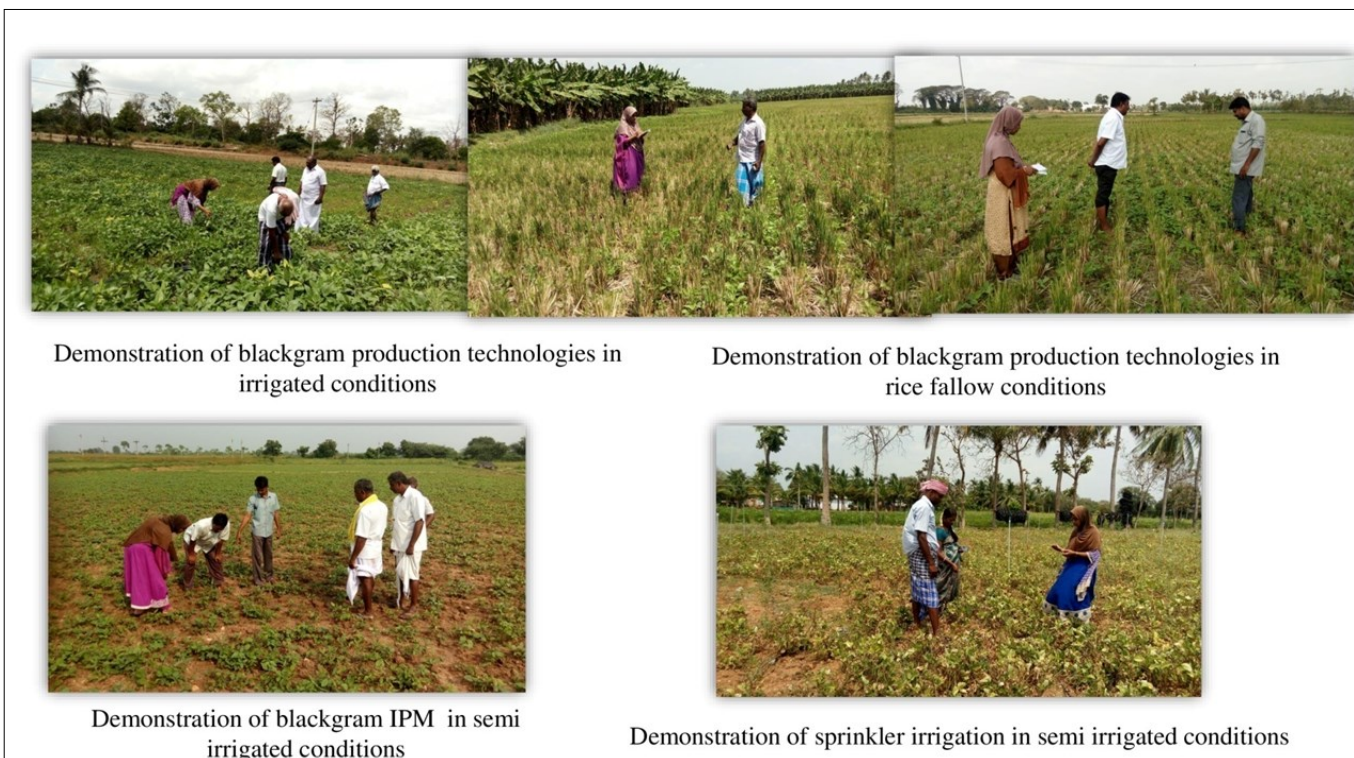 Demonstration of blackgram production technologies in
irrigated conditions
Demonstration of blackgram production technologies in
rice fallow conditions
Demonstration of blackgram IPM in semi
irrigated conditions
Demonstration of sprinkler irrigation in semi irrigated conditions